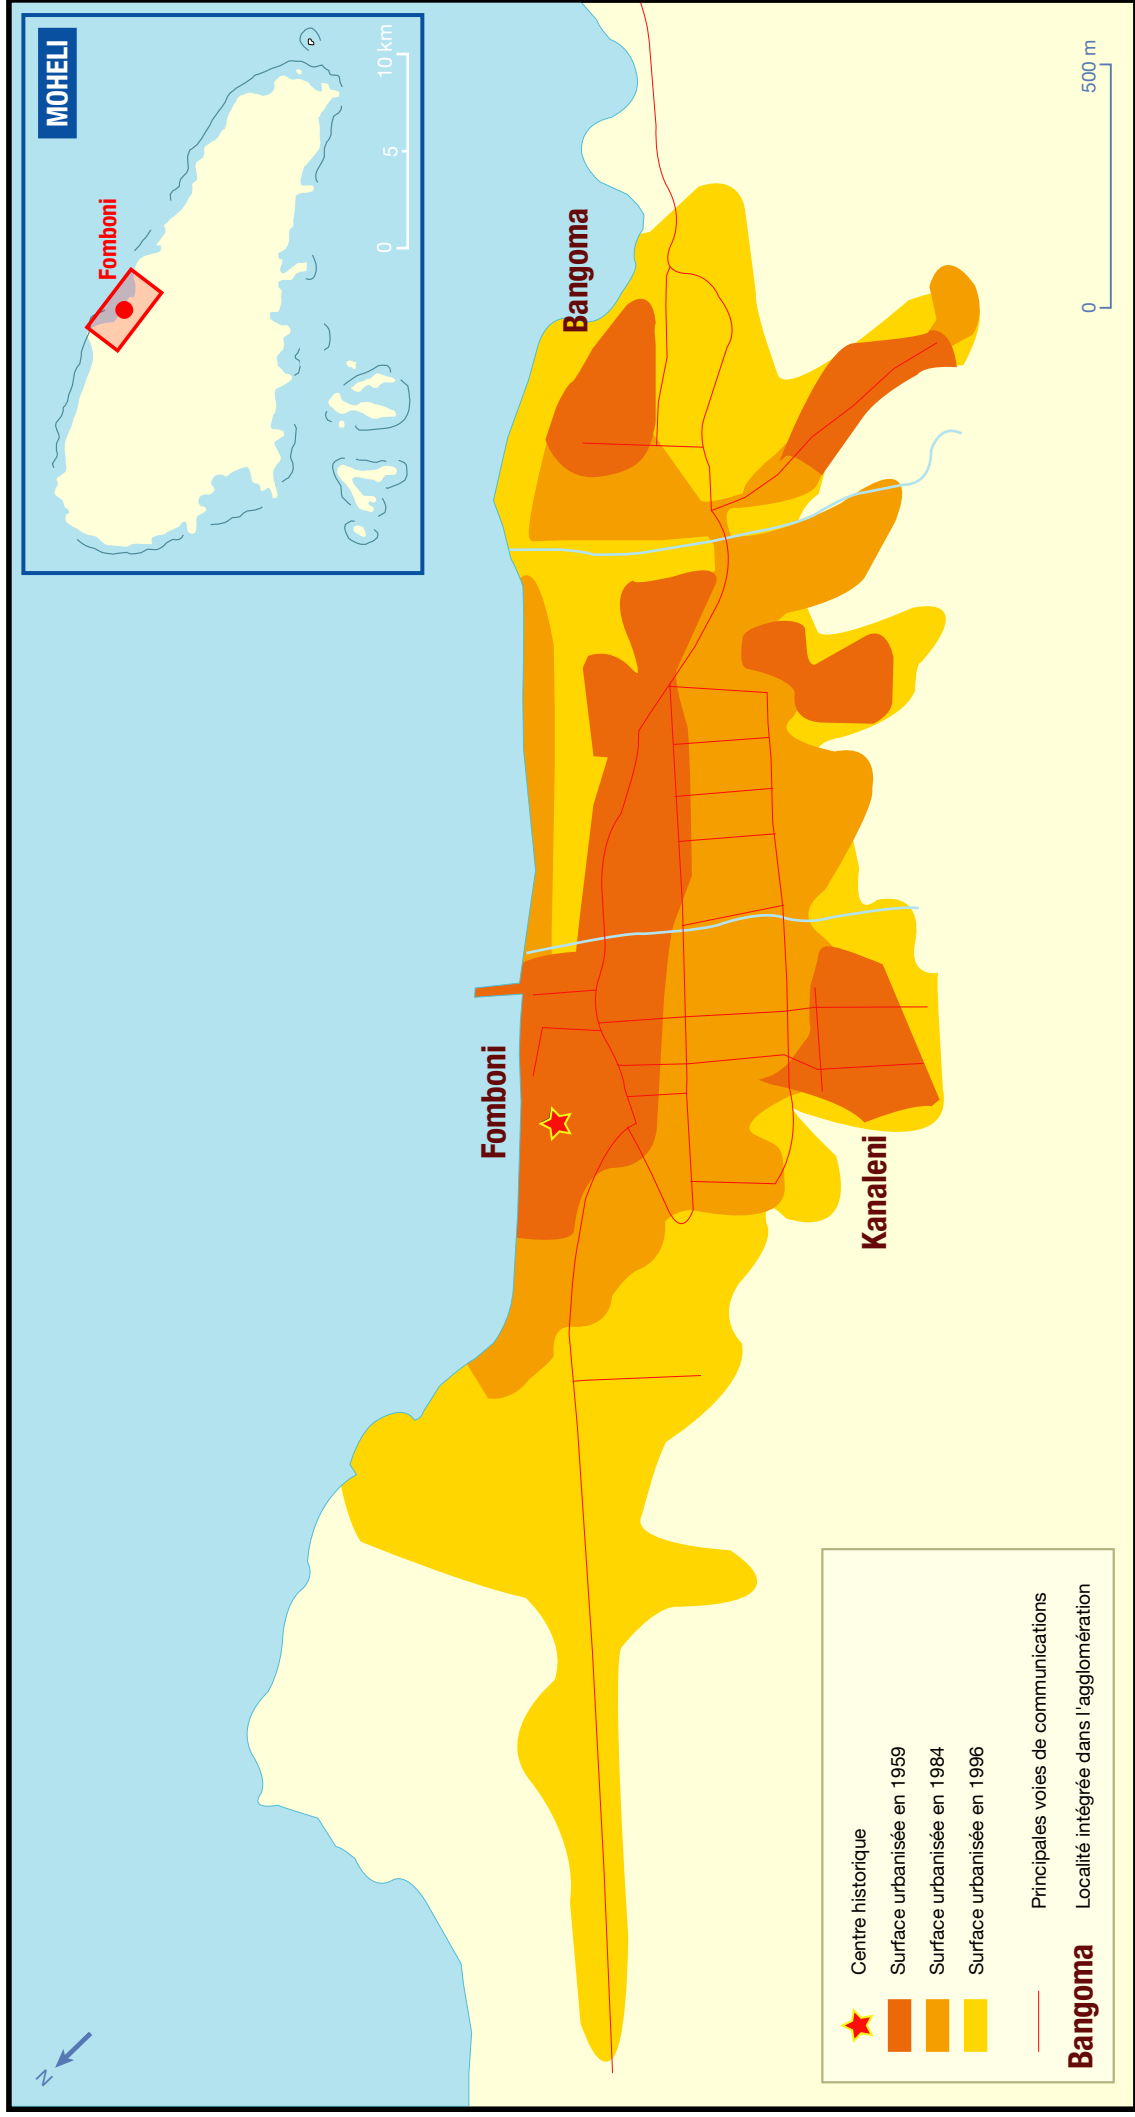 MOHELI
Fomboni
0 5 10 km
Fomboni
Bangoma
Kanaleni
N
Centre historique
Surface urbanisée en 1959
Surface urbanisée en 1984
Surface urbanisée en 1996
Principales voies de communications
Bangoma Localité intégrée dans l'agglomération
0 500 m